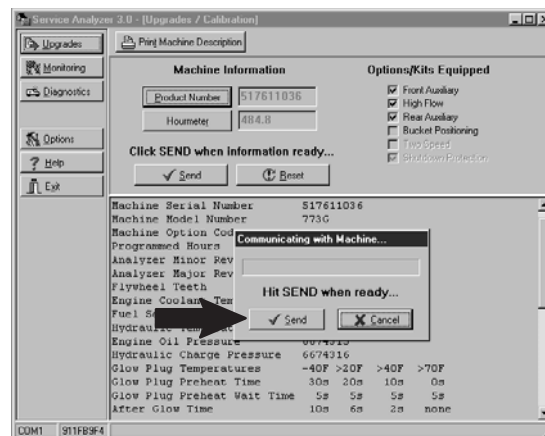 Service Analyzer 3.0 - [Upgrades / Calibration]
Upgrades
Print Machine Description
Monitoring
Diagnostics
Options
Help
Exit
Machine Information
Product Number 517611036
Hourmeter 484.8
Click SEND when information ready...
Send Reset
Options/Kits Equipped
Front Auxiliary
High Flow
Rear Auxiliary
Bucket Positioning
Two Speed
Shutdown Protection
Machine Serial Number 517611036
Machine Model Number 773G
Machine Option Cod
Programmed Hours
Analyzer Minor Rev
Analyzer Major Rev
Flywheel Teeth
Engine Coolant Tem
Fuel Se
Hydraulic
Engine Oil Pressure 6674315
Hydraulic Charge Pressure 6674316
Glow Plug Temperatures -40F >20F >40F >70F
Glow Plug Preheat Time 30s 20s 10s 0s
Glow Plug Preheat Wait Time 5s 5s 5s 5s
After Glow Time 10s 6s 2s none
Communicating with Machine...
Hit SEND when ready...
Send Cancel
COM1 911FB9F4